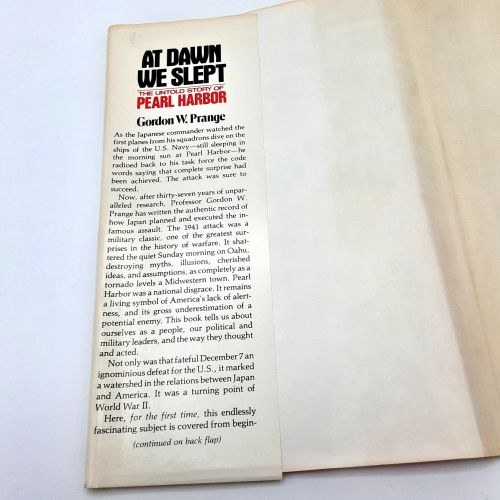 AT DAWN
WE SLEPT
THE UNTOLD STORY OF
PEARL HARBOR
Gordon W. Prange
As the Japanese commander watched the
first planes from his squadrons dive on the
ships of the U.S. Navy—still sleeping in
the morning sun at Pearl Harbor—he
radioed back to his task force the code
words saying that complete surprise had
been achieved. The attack was sure to
succeed.
Now, after thirty-seven years of unpar-
alleled research, Professor Gordon W.
Prange has written the authentic record of
how Japan planned and executed the in-
famous assault. The 1941 attack was a
military classic, one of the greatest sur-
prises in the history of warfare. It shat-
tered the quiet Sunday morning on Oahu,
destroying myths, illusions, cherished
ideas, and assumptions, as completely as a
tornado levels a Midwestern town. Pearl
Harbor was a national disgrace. It remains
a living symbol of America's lack of alert-
ness, and its gross underestimation of a
potential enemy. This book tells us about
ourselves as a people, our political and
military leaders, and the way they thought
and acted.
Not only was that fateful December 7 an
ignominious defeat for the U.S., it marked
a watershed in the relations between Japan
and America. It was a turning point of
World War II.
Here, for the first time, this endlessly
fascinating subject is covered from begin-
(continued on back flap)